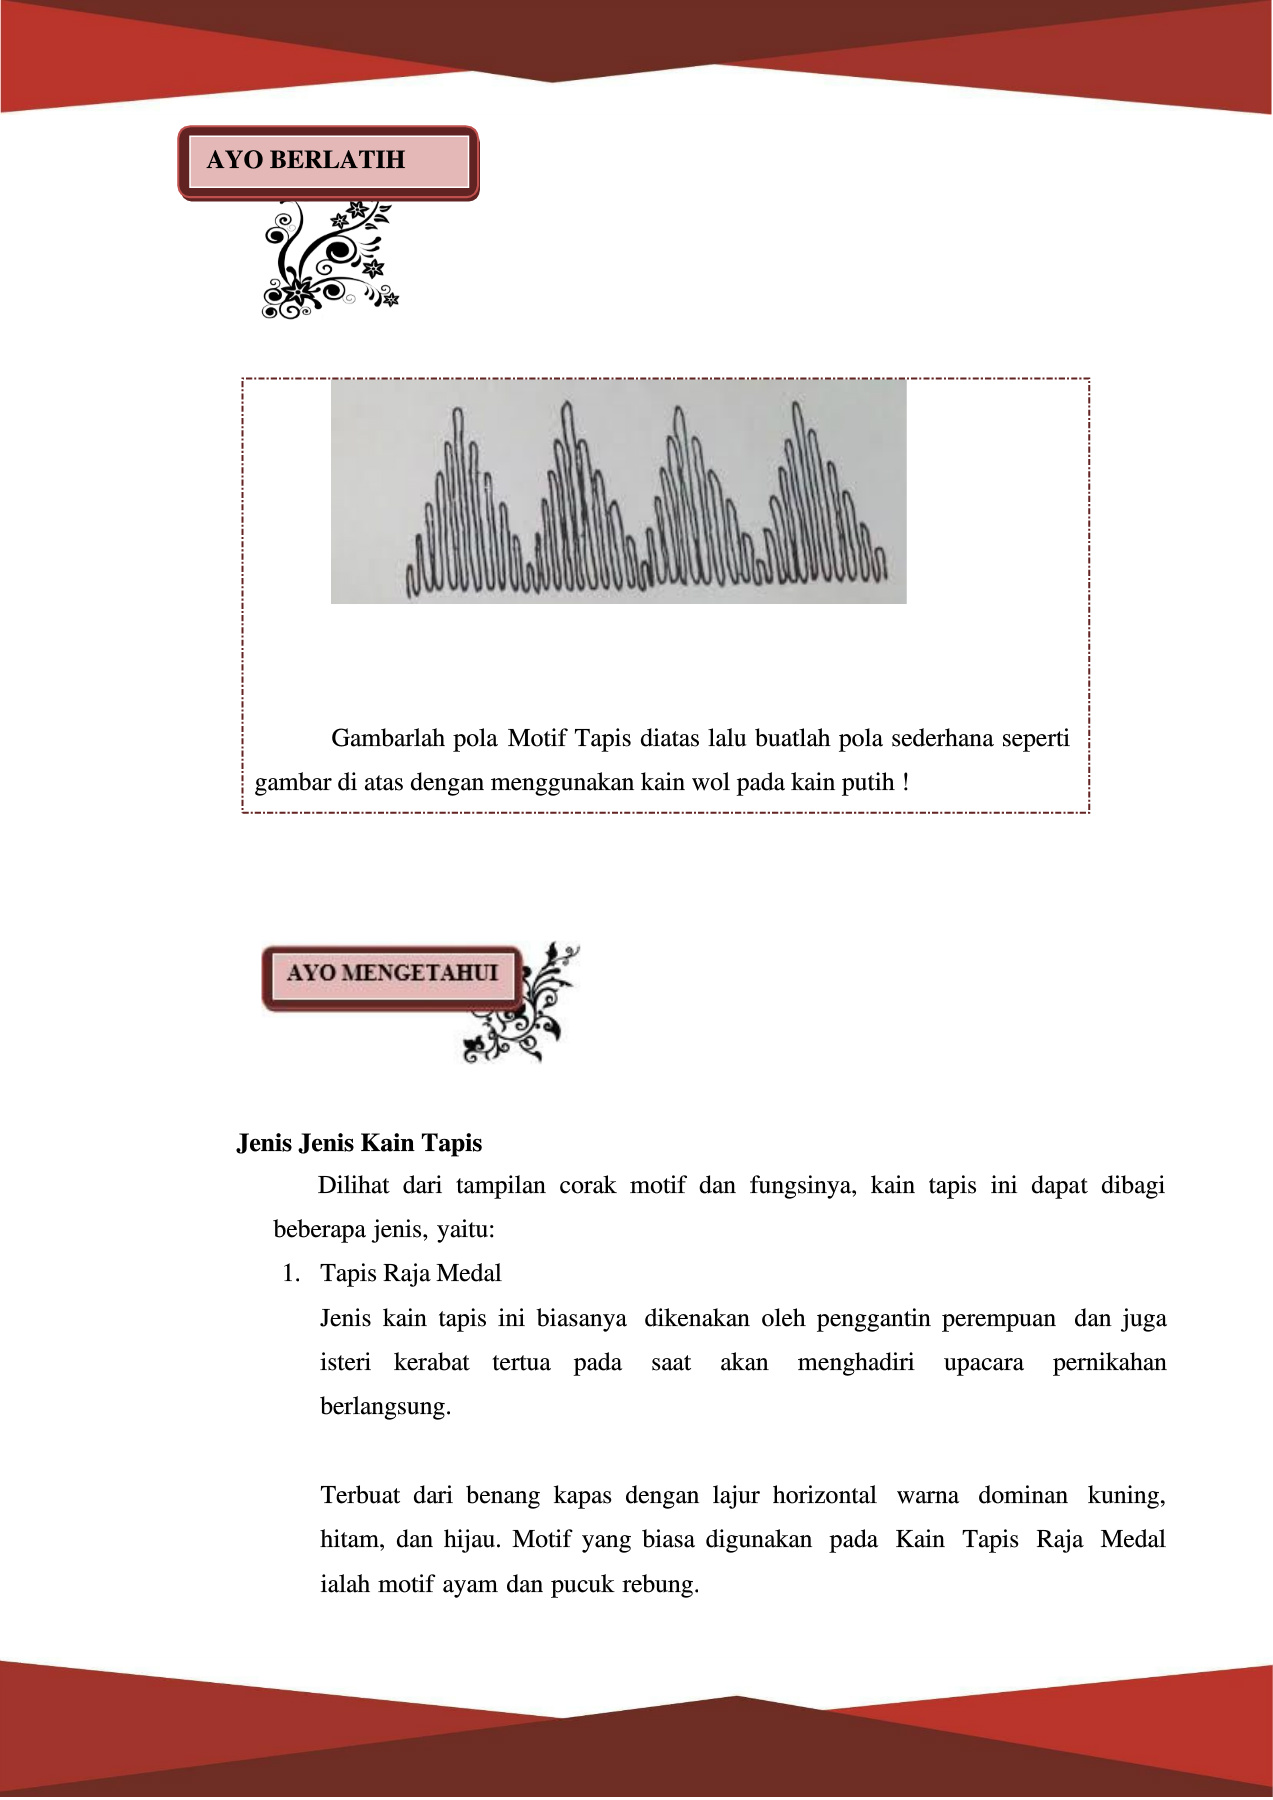 AYO BERLATIH
Gambarlah pola Motif Tapis diatas lalu buatlah pola sederhana seperti
gambar di atas dengan menggunakan kain wol pada kain putih !
AYO MENGETAHUI
Jenis Jenis Kain Tapis
Dilihat dari tampilan corak motif dan fungsinya, kain tapis ini dapat dibagi
beberapa jenis, yaitu:
1. Tapis Raja Medal
Jenis kain tapis ini biasanya dikenakan oleh penggantin perempuan dan juga
isteri kerabat tertua pada saat akan menghadiri upacara pernikahan
berlangsung.
Terbuat dari benang kapas dengan lajur horizontal warna dominan kuning,
hitam, dan hijau. Motif yang biasa digunakan pada Kain Tapis Raja Medal
ialah motif ayam dan pucuk rebung.